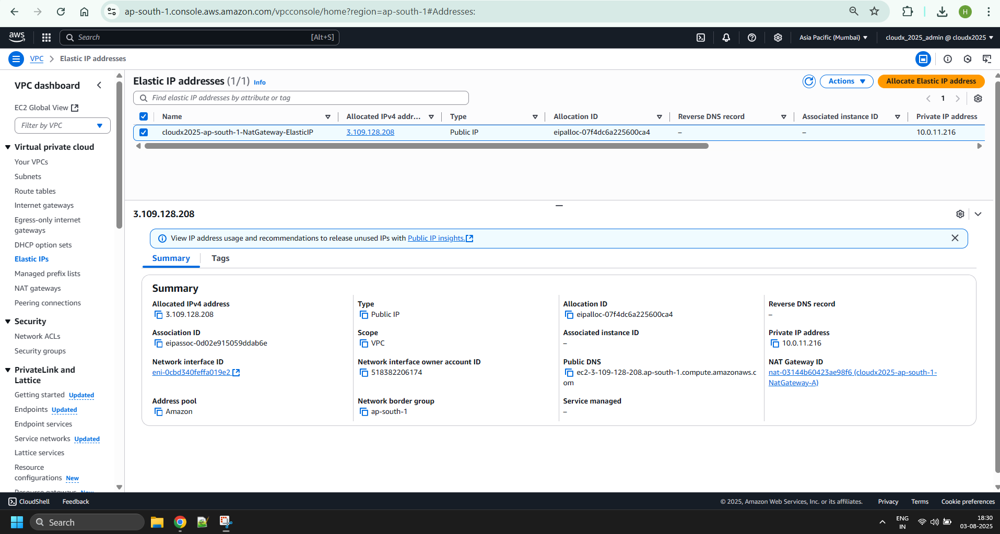 ap-south-1.console.aws.amazon.com/vpcconsole/home?region=ap-south-1#Addresses:
H
aws
Search
[Alt+S]
Asia Pacific (Mumbai)
cloudx_2025_admin @ cloudx2025
VPC
Elastic IP addresses
VPC dashboard
EC2 Global View
Filter by VPC
Virtual private cloud
Your VPCs
Subnets
Route tables
Internet gateways
Egress-only internet
gateways
DHCP option sets
Elastic IPs
Managed prefix lists
NAT gateways
Peering connections
Security
Network ACLs
Security groups
PrivateLink and
Lattice
Getting started Updated
Endpoints Updated
Endpoint services
Service networks Updated
Lattice services
Resource
configurations New
Resource gateways New
Elastic IP addresses (1/1) Info
Actions
Allocate Elastic IP address
Find elastic IP addresses by attribute or tag
1
Name Allocated IPv4 addr... Type Allocation ID Reverse DNS record Associated instance ID Private IP address
cloudx2025-ap-south-1-NatGateway-ElasticIP 3.109.128.208 Public IP eipalloc-07f4dc6a225600ca4 – – 10.0.11.216
3.109.128.208
View IP address usage and recommendations to release unused IPs with Public IP insights.
Summary Tags
Summary
Allocated IPv4 address
3.109.128.208
Type
Public IP
Allocation ID
eipalloc-07f4dc6a225600ca4
Reverse DNS record
–
Association ID
eipassoc-0d02e915059ddab6e
Scope
VPC
Associated instance ID
–
Private IP address
10.0.11.216
Network interface ID
eni-0cbd340feffa019e2
Network interface owner account ID
518382206174
Public DNS
ec2-3-109-128-208.ap-south-1.compute.amazonaws.c
om
NAT Gateway ID
nat-03144b60423ae98f6 (cloudx2025-ap-south-1-
NatGateway-A)
Address pool
Amazon
Network border group
ap-south-1
Service managed
–
CloudShell Feedback
© 2025, Amazon Web Services, Inc. or its affiliates. Privacy Terms Cookie preferences
Search
ENG
IN
18:30
03-08-2025